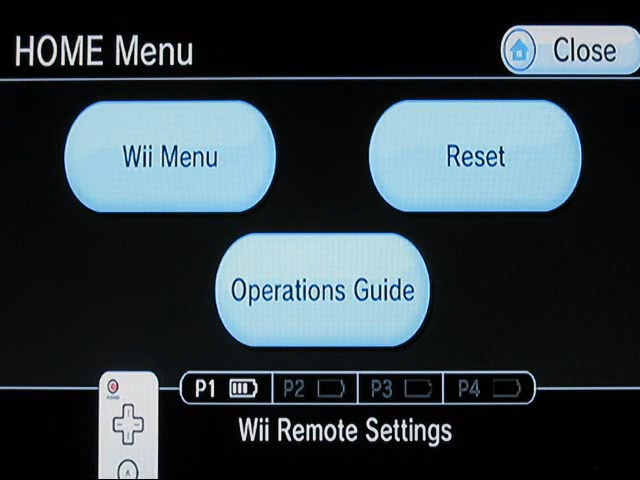 HOME Menu
Close
Wii Menu
Reset
Operations Guide
P1
P2
P3
P4
Wii Remote Settings
A